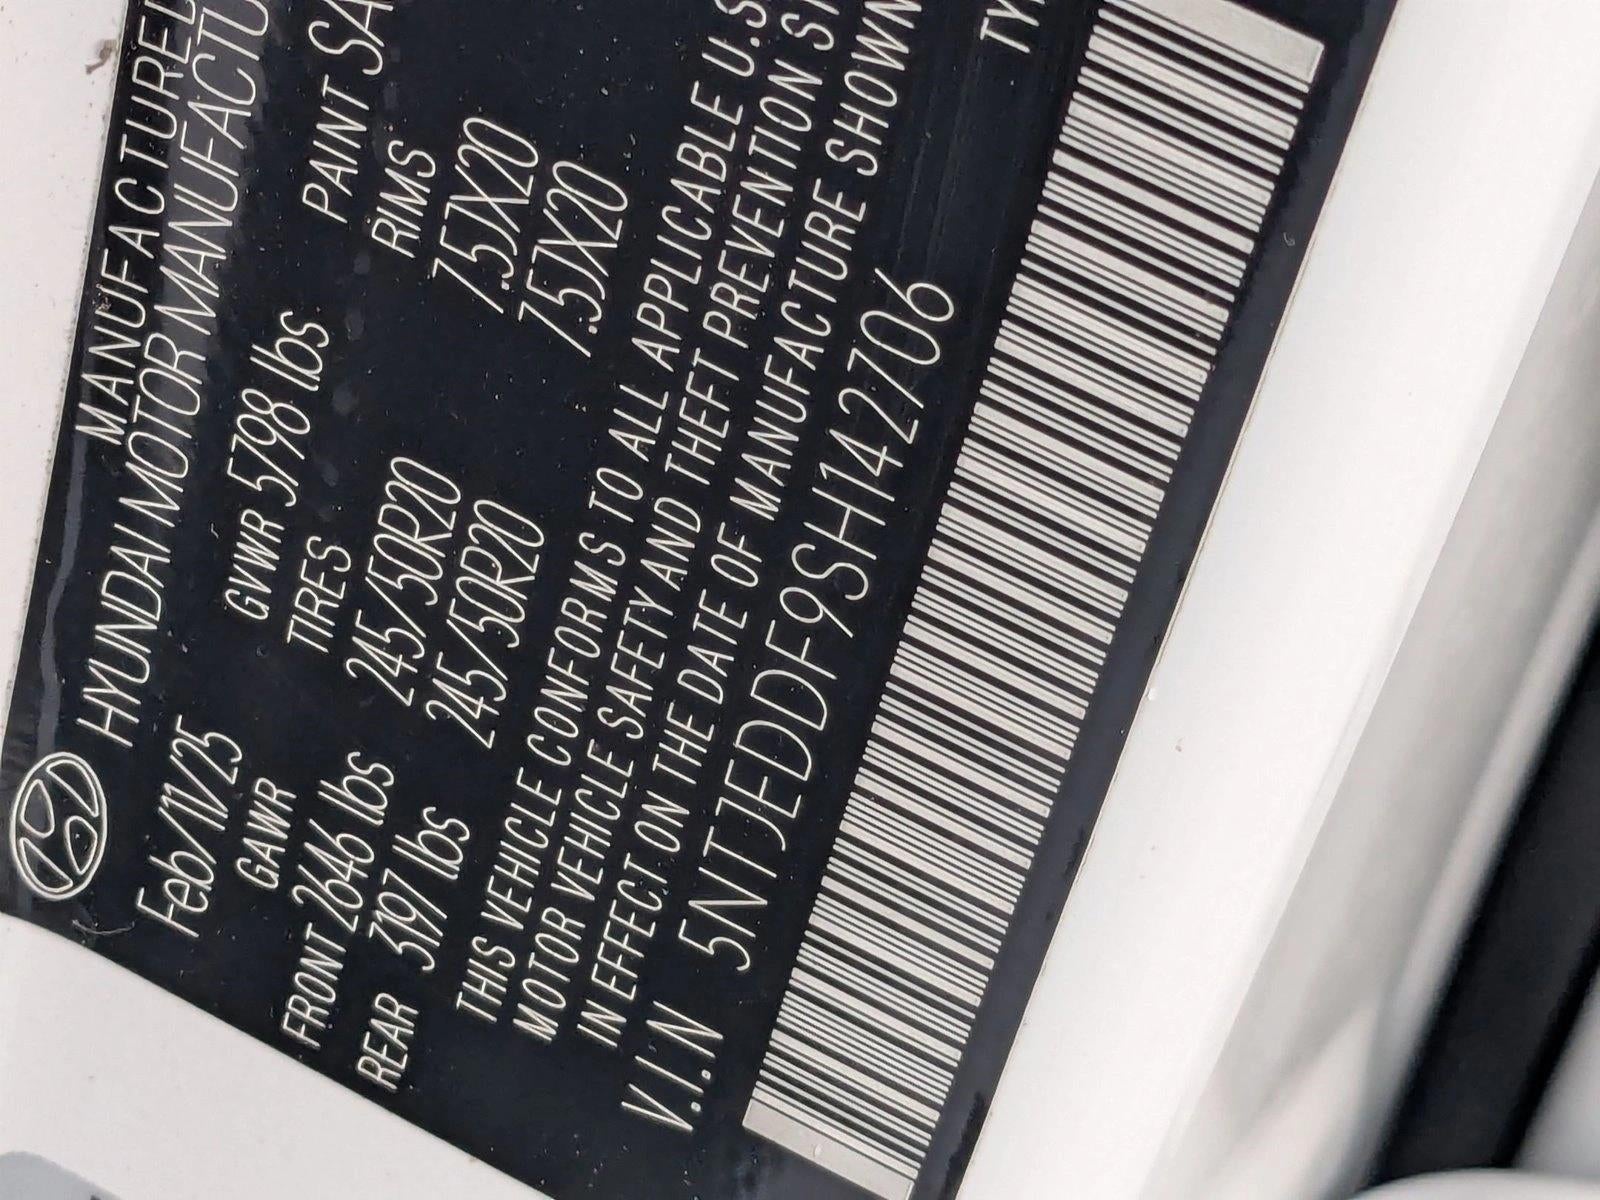 MANUFACTURED
HYUNDAI MOTOR MANUFACTU
Feb/11/25 GVWR 5798 lbs PAINT SA
GAWR TIRES RIMS
FRONT 2646 lbs 245/50R20 7.5JX20
REAR 3197 lbs 245/50R20 7.5JX20
THIS VEHICLE CONFORMS TO ALL APPLICABLE U.S
MOTOR VEHICLE SAFETY AND THEFT PREVENTION S
IN EFFECT ON THE DATE OF MANUFACTURE SHOWN
V.I.N 5NTJEDDF9SH142706
TY